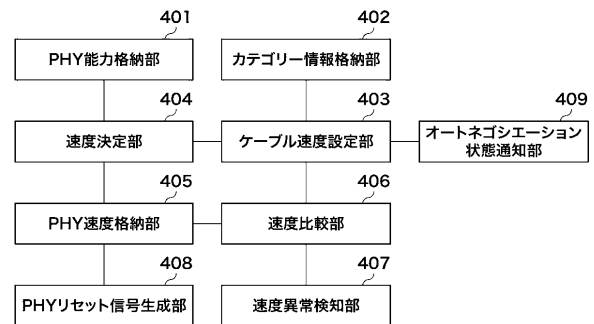 401
402
PHY能力格納部
カテゴリー情報格納部
404
403
409
速度決定部
ケーブル速度設定部
オートネゴシエーション
状態通知部
405
406
PHY速度格納部
速度比較部
408
407
PHYリセット信号生成部
速度異常検知部